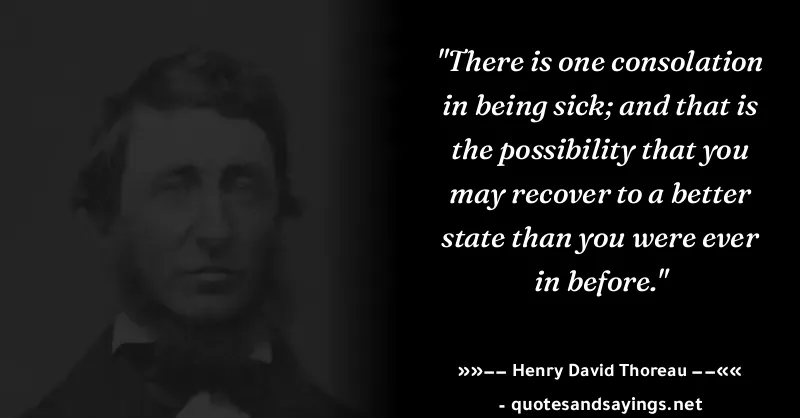 "There is one consolation
in being sick; and that is
the possibility that you
may recover to a better
state than you were ever
in before."
»»–– Henry David Thoreau ––««
- quotesandsayings.net